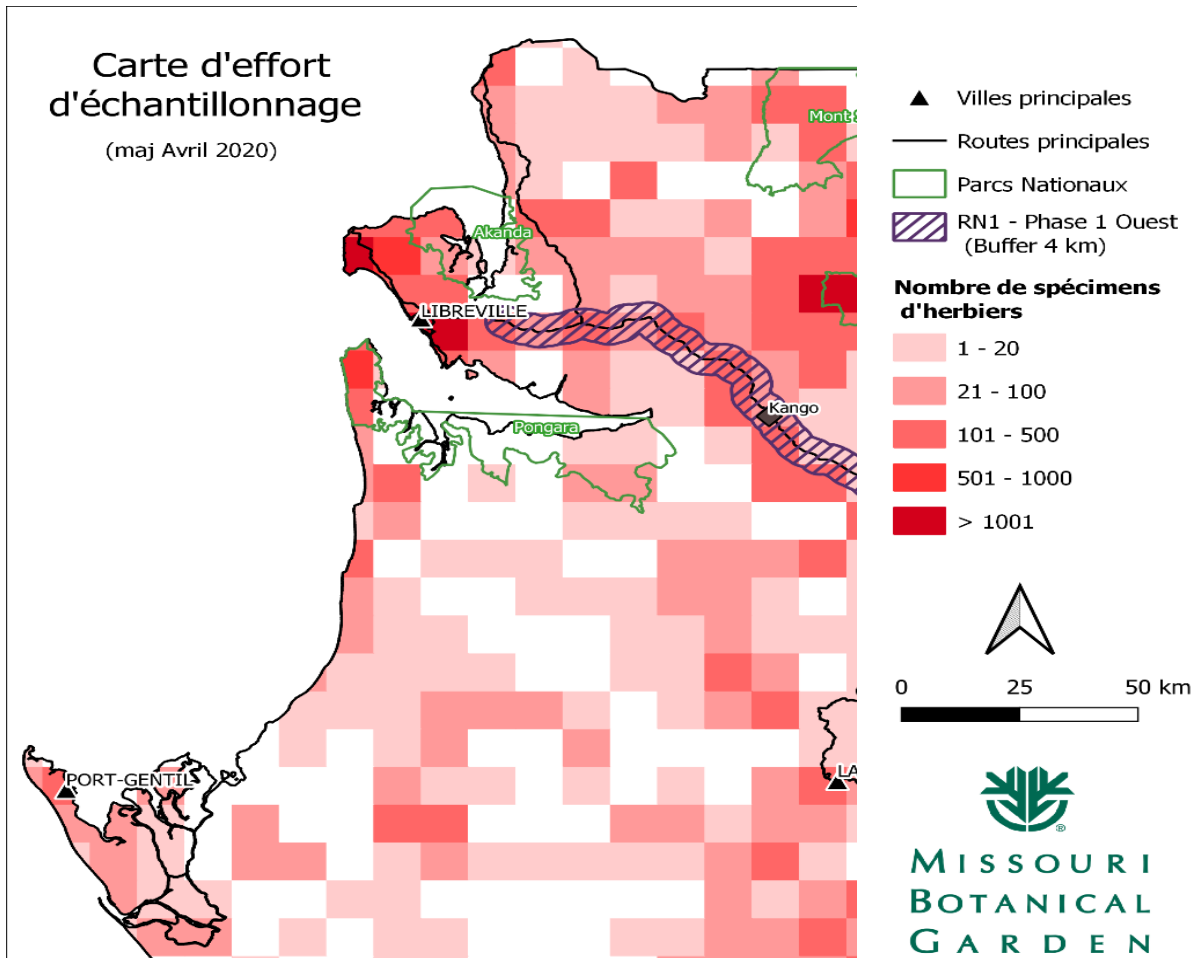 Carte d'effort
d'échantillonnage
(maj Avril 2020)
Mont
Akanda
LIBREVILLE
Kango
Pongara
PORT-GENTIL
LA
Villes principales
Routes principales
Parcs Nationaux
RN1 - Phase 1 Ouest
(Buffer 4 km)
Nombre de spécimens
d'herbiers
1 - 20
21 - 100
101 - 500
501 - 1000
> 1001
0 25 50 km
®
MISSOURI
BOTANICAL
GARDEN